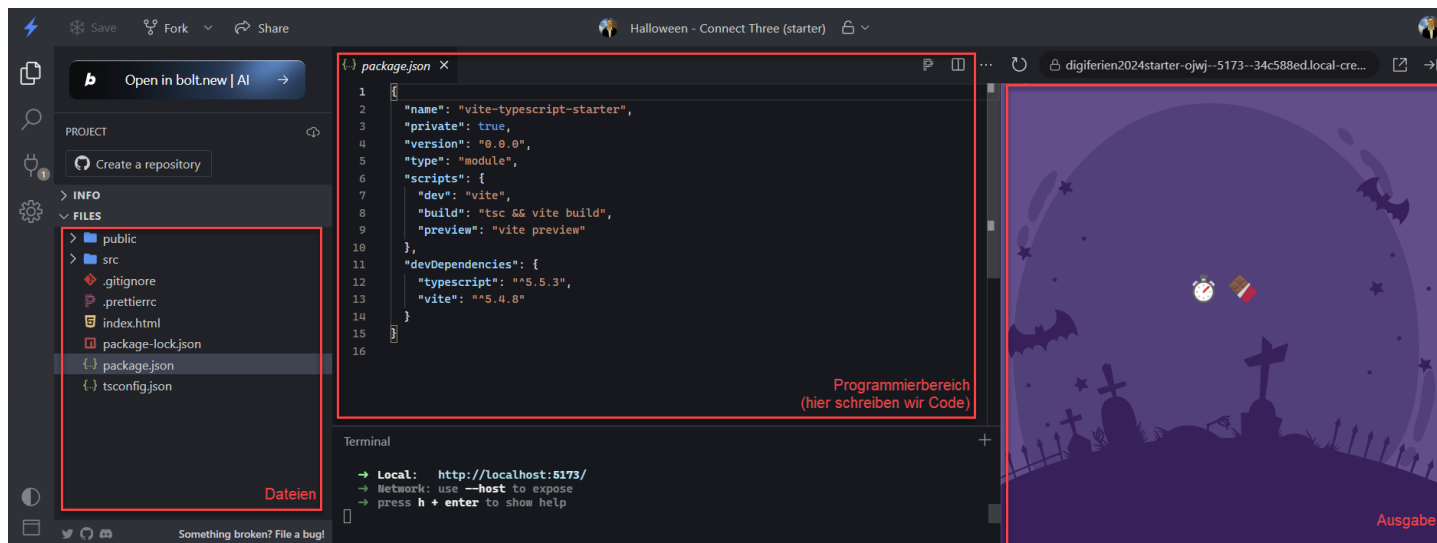 Save Fork Share Halloween - Connect Three (starter)
b Open in bolt.new | AI →
PROJECT
Create a repository
1
INFO
FILES
public
src
.gitignore
.prettierrc
index.html
package-lock.json
{..} package.json
{..} tsconfig.json
Dateien
Something broken? File a bug!
{..} package.json ×
1 {
2 "name": "vite-typescript-starter",
3 "private": true,
4 "version": "0.0.0",
5 "type": "module",
6 "scripts": {
7 "dev": "vite",
8 "build": "tsc && vite build",
9 "preview": "vite preview"
10 },
11 "devDependencies": {
12 "typescript": "^5.5.3",
13 "vite": "^5.4.8"
14 }
15 }
16
Programmierbereich
(hier schreiben wir Code)
Terminal
→ Local: http://localhost:5173/
→ Network: use --host to expose
→ press h + enter to show help
digiferien2024starter-ojwj--5173--34c588ed.local-cre...
Ausgabe